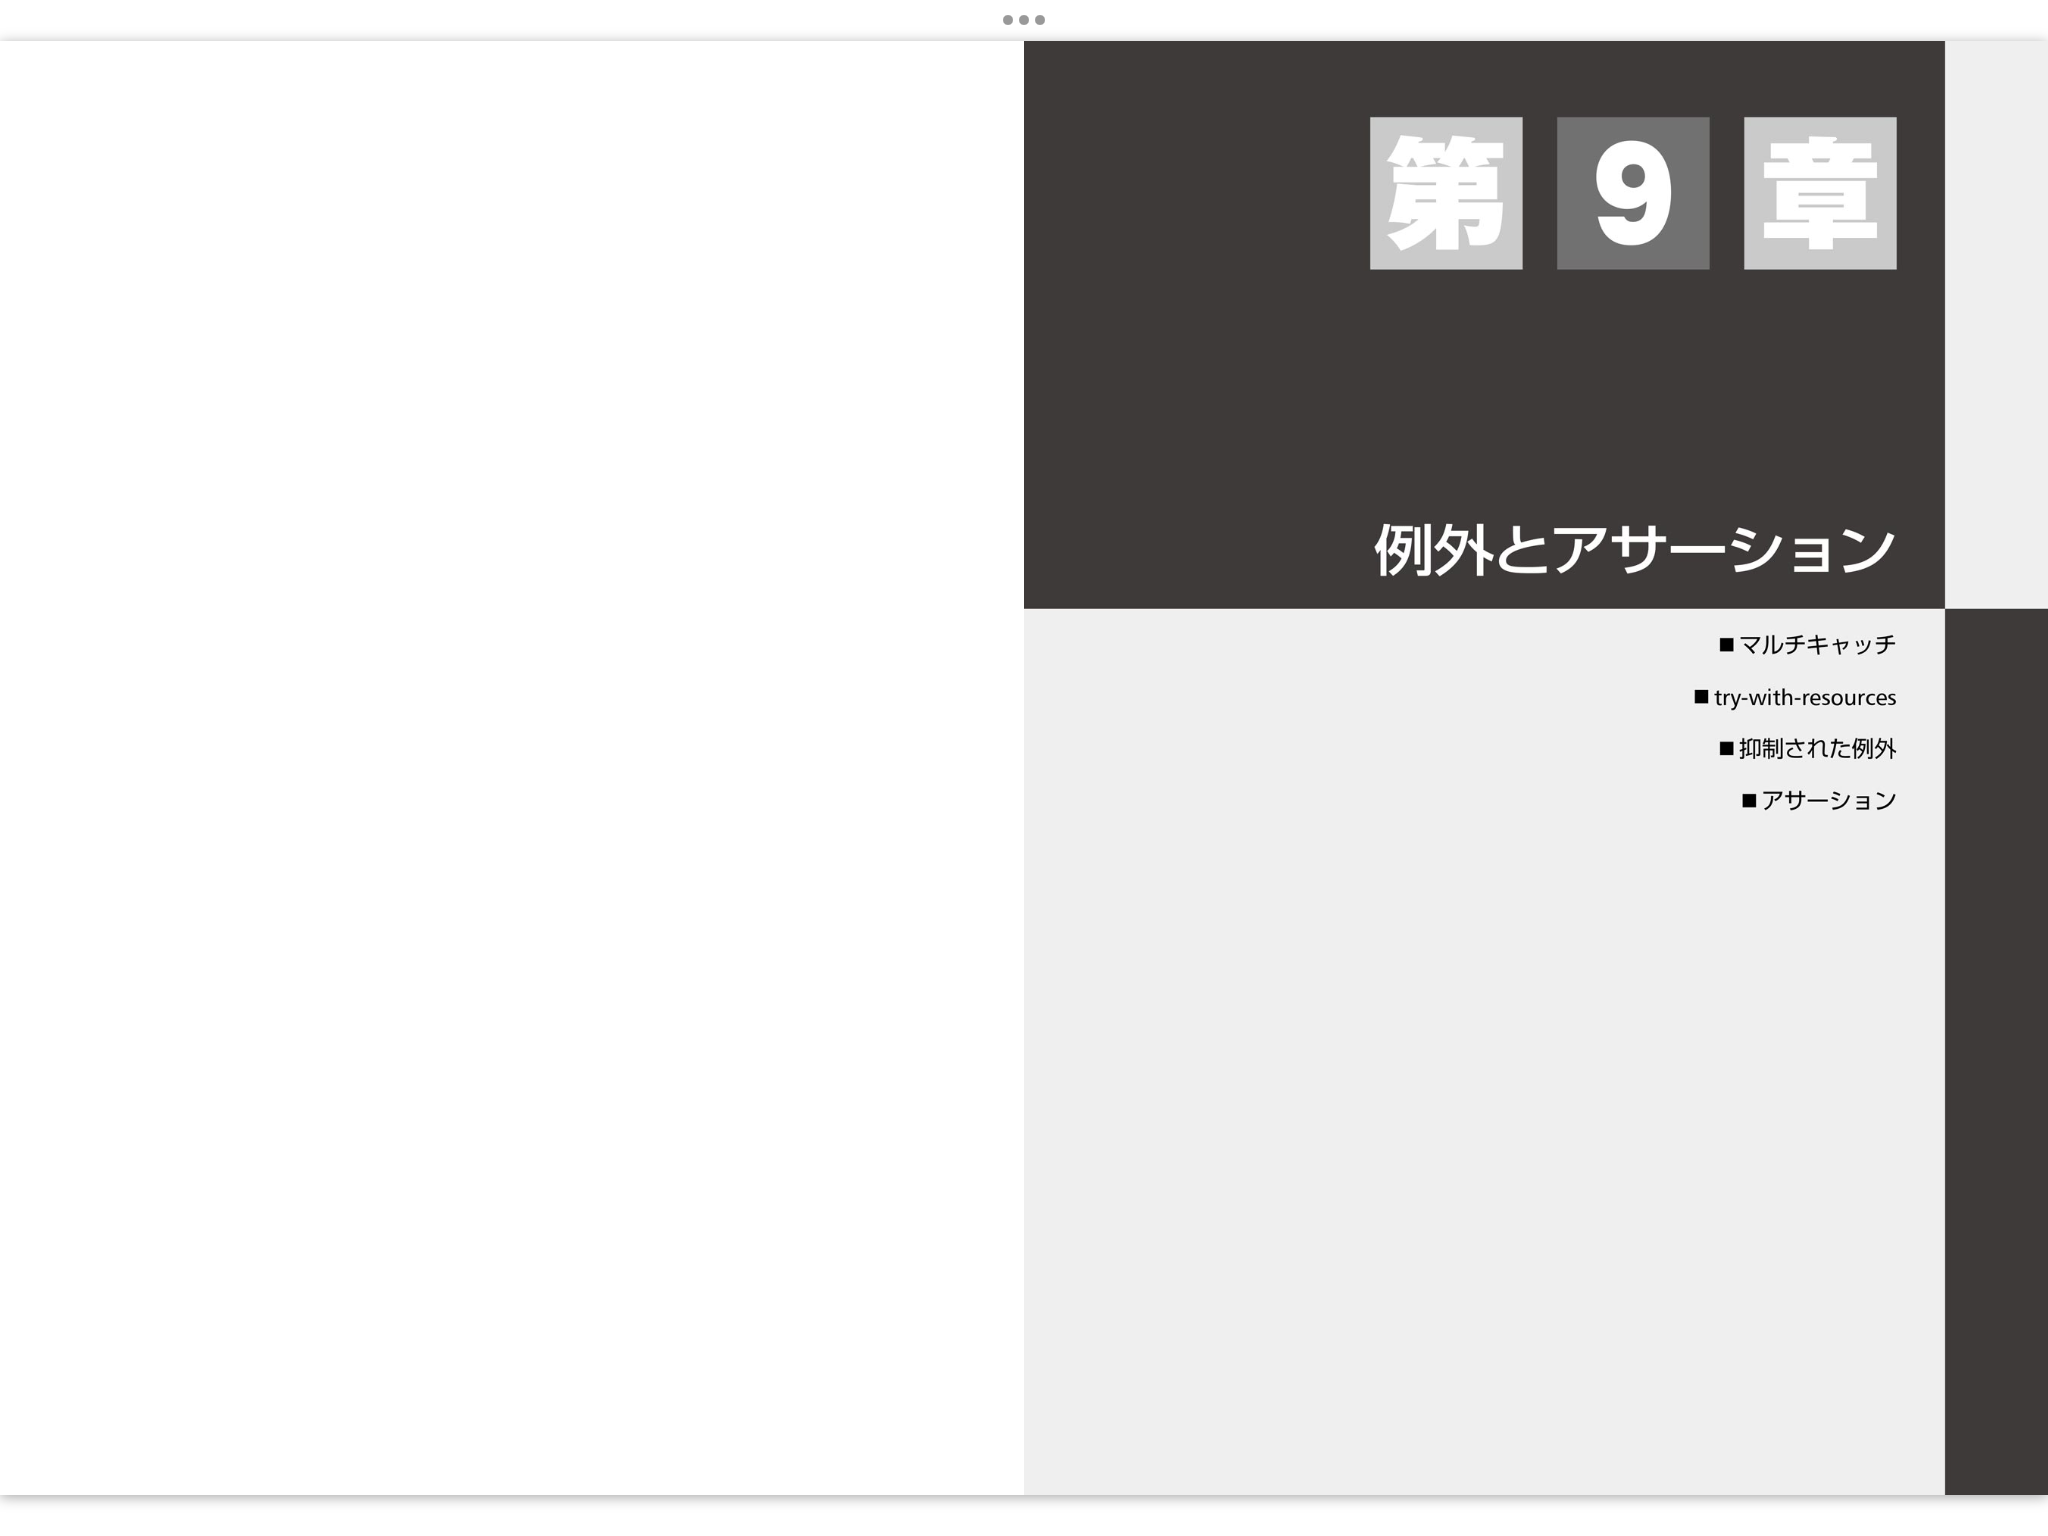 第9章
例外とアサーション
■マルチキャッチ
■try-with-resources
■抑制された例外
■アサーション